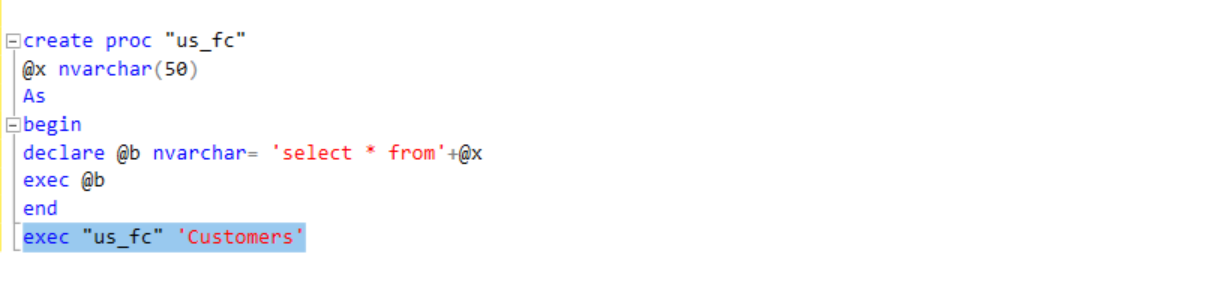 create proc "us_fc"
@x nvarchar(50)
As
begin
declare @b nvarchar= 'select * from'+@x
exec @b
end
exec "us_fc" 'Customers'